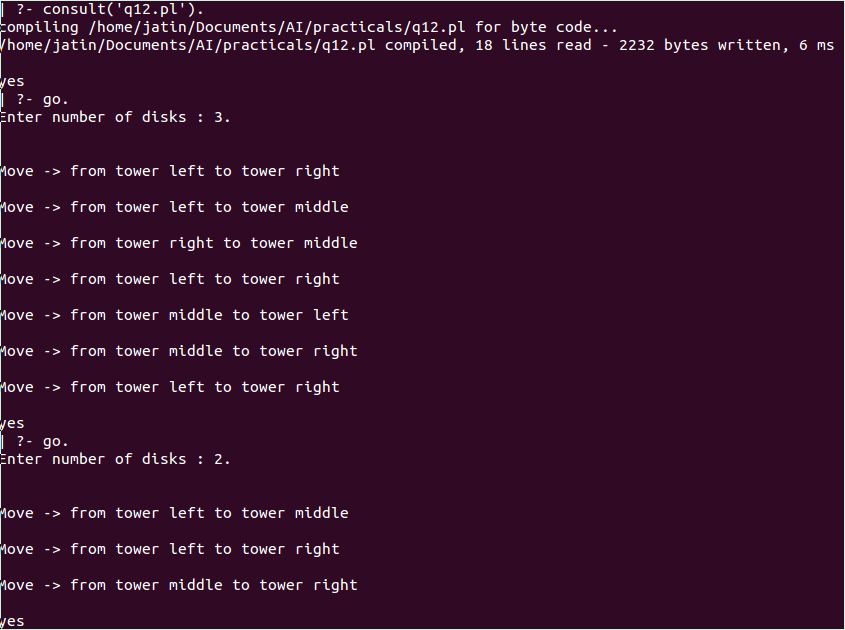 | ?- consult('q12.pl').
compiling /home/jatin/Documents/AI/practicals/q12.pl for byte code...
/home/jatin/Documents/AI/practicals/q12.pl compiled, 18 lines read - 2232 bytes written, 6 ms
yes
| ?- go.
Enter number of disks : 3.
Move -> from tower left to tower right
Move -> from tower left to tower middle
Move -> from tower right to tower middle
Move -> from tower left to tower right
Move -> from tower middle to tower left
Move -> from tower middle to tower right
Move -> from tower left to tower right
yes
| ?- go.
Enter number of disks : 2.
Move -> from tower left to tower middle
Move -> from tower left to tower right
Move -> from tower middle to tower right
yes